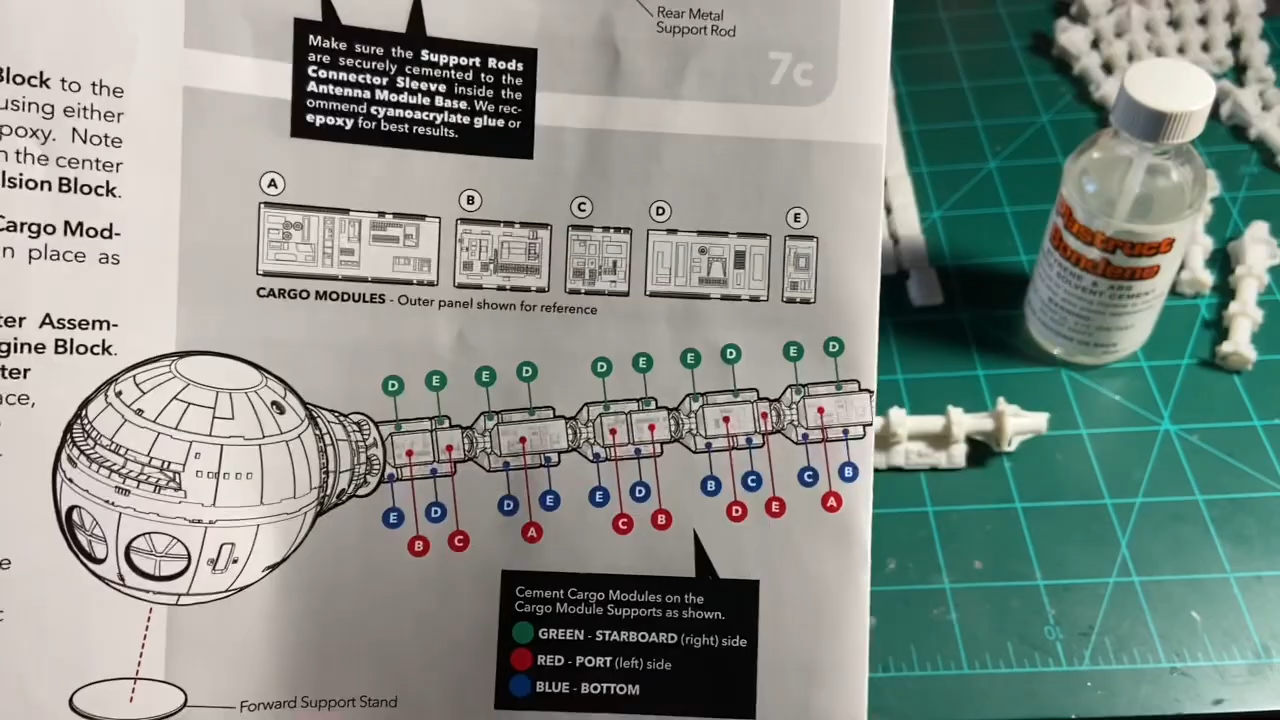 Rear Metal
Support Rod
7c
Make sure the Support Rods
are securely cemented to the
Connector Sleeve inside the
Antenna Module Base. We rec-
ommend cyanoacrylate glue or
epoxy for best results.
Block to the
using either
poxy. Note
n the center
lsion Block.
Cargo Mod-
n place as
ter Assem-
gine Block.
ter
ace,
A
B
C
D
E
CARGO MODULES - Outer panel shown for reference
D E E D D E E D E D
E D D E E D B C C B
B C A C B D E A
Cement Cargo Modules on the
Cargo Module Supports as shown.
GREEN - STARBOARD (right) side
RED - PORT (left) side
BLUE - BOTTOM
Forward Support Stand
10